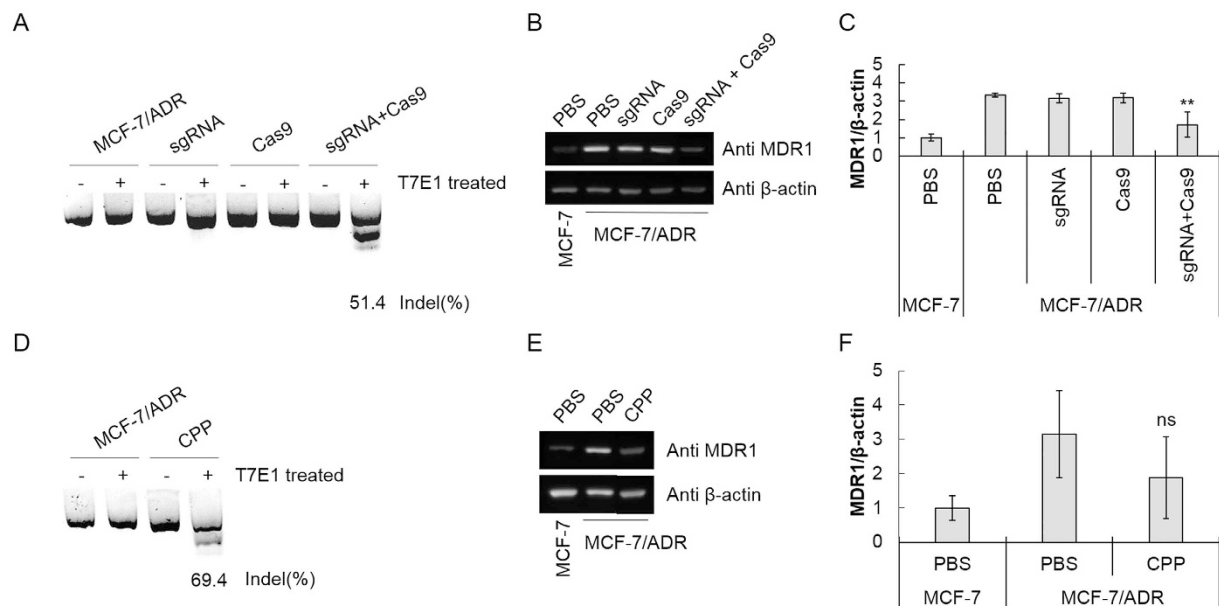 A
MCF-7/ADR
sgRNA
Cas9
sgRNA+Cas9
- + - + - + - + T7E1 treated
51.4 Indel(%)
B
PBS
PBS
sgRNA
Cas9
sgRNA + Cas9
Anti MDR1
Anti β-actin
MCF-7
MCF-7/ADR
C
MDR1/β-actin
5
4
3
2
1
0
**
PBS
PBS
sgRNA
Cas9
sgRNA+Cas9
MCF-7
MCF-7/ADR
D
MCF-7/ADR
CPP
- + - + T7E1 treated
69.4 Indel(%)
E
PBS
PBS
CPP
Anti MDR1
Anti β-actin
MCF-7
MCF-7/ADR
F
MDR1/β-actin
5
4
3
2
1
0
ns
PBS
PBS
CPP
MCF-7
MCF-7/ADR